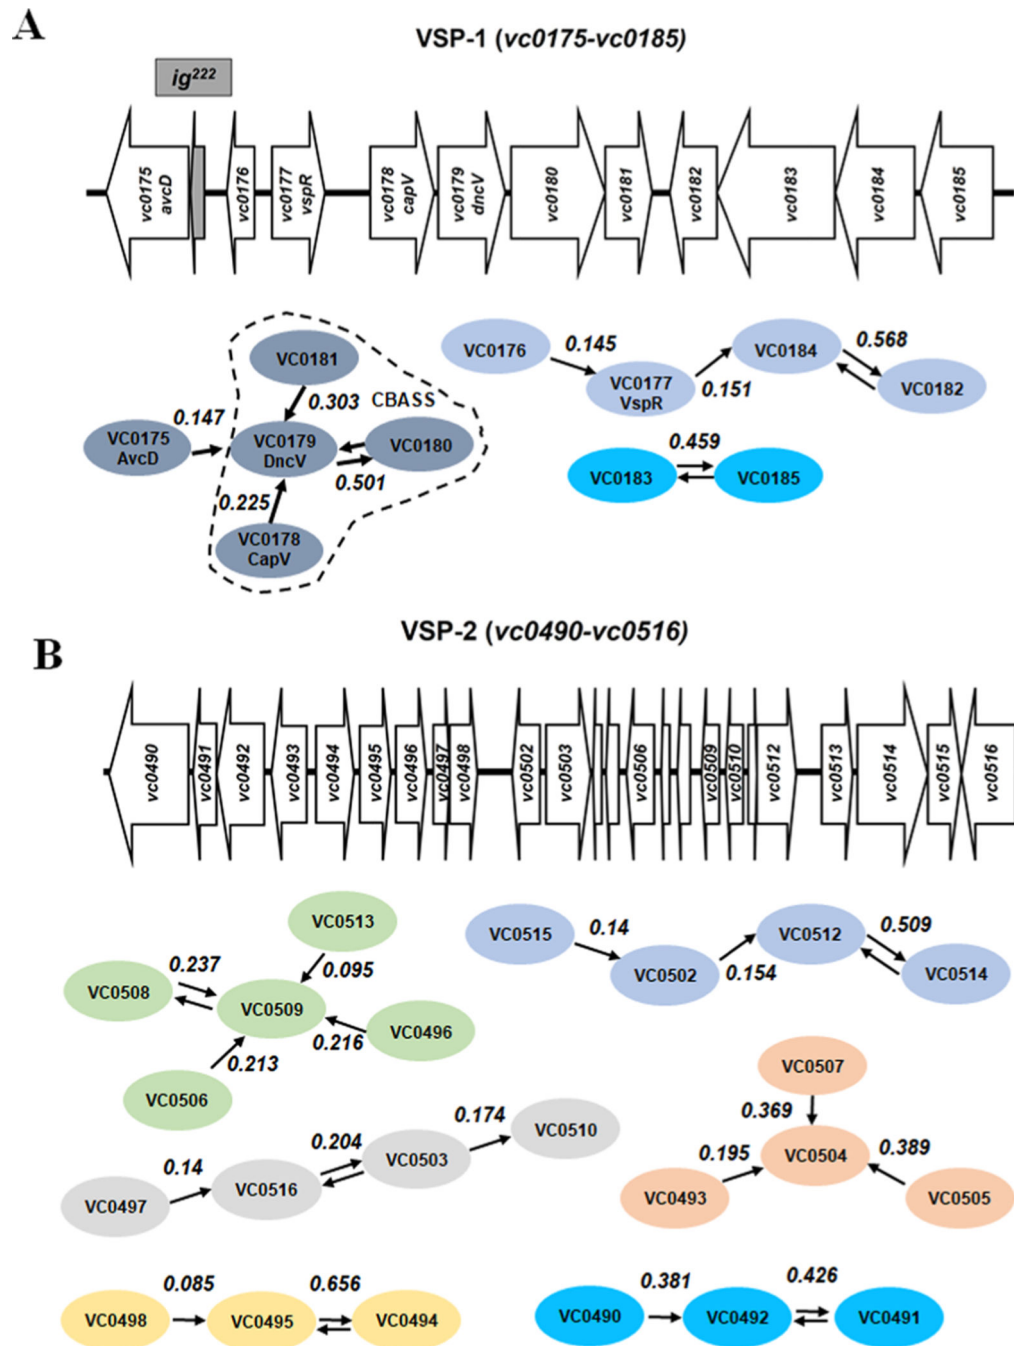 A
VSP-1 (vc0175-vc0185)
ig222
vc0175
avcD
vc0176
vc0177
vspR
vc0178
capV
vc0179
dncV
vc0180
vc0181
vc0182
vc0183
vc0184
vc0185
VC0181
0.303
CBASS
0.147
VC0175
AvcD
VC0179
DncV
VC0180
0.501
0.225
VC0178
CapV
VC0176
0.145
VC0177
VspR
0.151
VC0184
0.568
VC0182
0.459
VC0183
VC0185
VSP-2 (vc0490-vc0516)
B
vc0490
vc0491
vc0492
vc0493
vc0494
vc0495
vc0496
vc0497
vc0498
vc0502
vc0503
vc0506
vc0509
vc0510
vc0512
vc0513
vc0514
vc0515
vc0516
VC0513
0.095
0.237
VC0508
VC0509
VC0496
0.216
0.213
VC0506
VC0515
0.14
VC0502
0.154
VC0512
0.509
VC0514
VC0507
0.369
VC0504
0.195
0.389
VC0493
VC0505
0.174
VC0510
0.204
VC0503
0.14
VC0516
VC0497
0.085
0.656
VC0498
VC0495
VC0494
0.381
0.426
VC0490
VC0492
VC0491